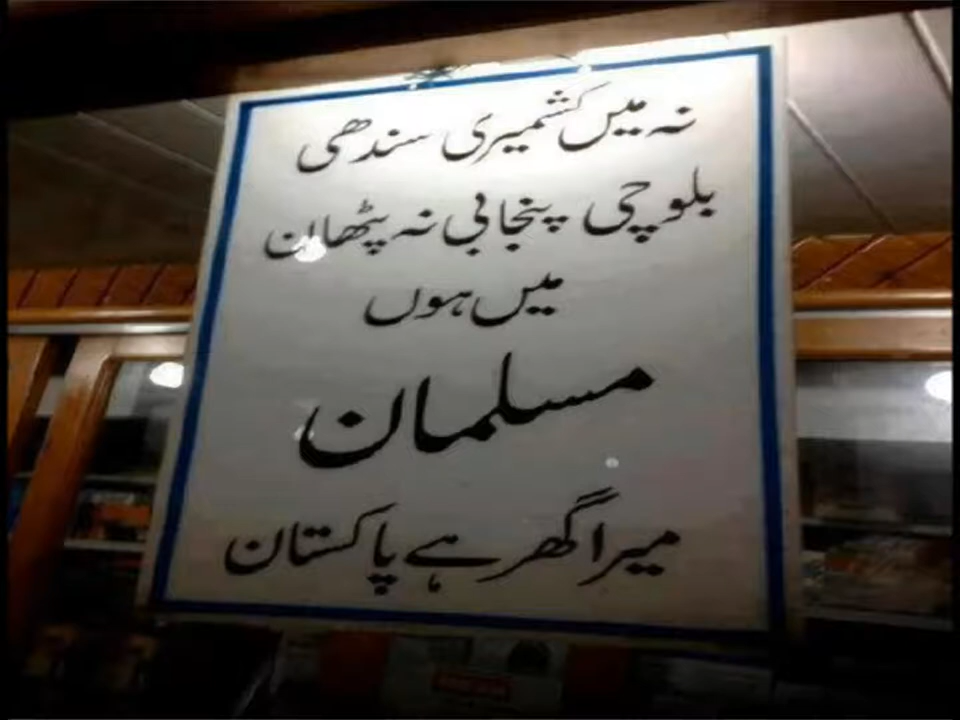 نہ میں کشمیری سندھی
بلوچی پنجابی نہ پٹھان
میں ہوں
مسلمان
میرا گھر ہے پاکستان